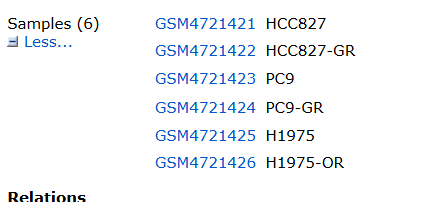 Samples (6) GSM4721421 HCC827
Less... GSM4721422 HCC827-GR
GSM4721423 PC9
GSM4721424 PC9-GR
GSM4721425 H1975
GSM4721426 H1975-OR
Relations